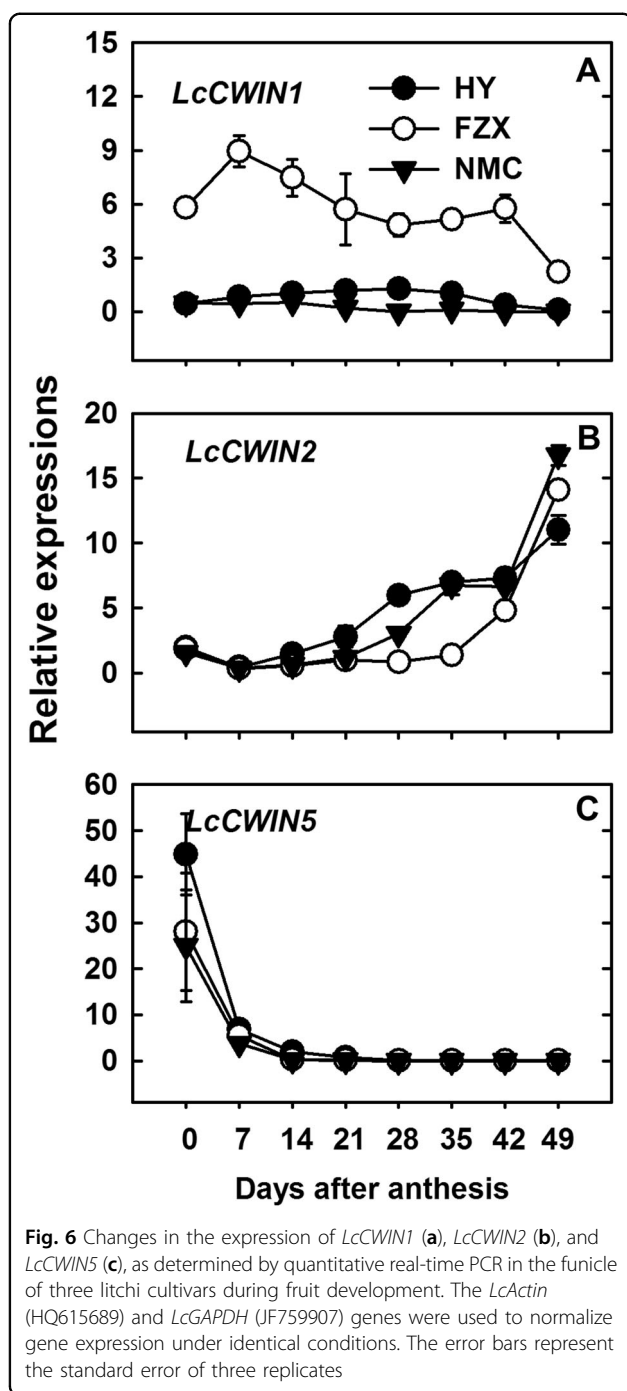 15
12
9
6
3
0
LcCWIN1
HY
FZX
NMC
A
Relative expressions
20
15
10
5
0
LcCWIN2
B
60
50
40
30
20
10
0
LcCWIN5
C
0 7 14 21 28 35 42 49
Days after anthesis
Fig. 6 Changes in the expression of LcCWIN1 (a), LcCWIN2 (b), and
LcCWIN5 (c), as determined by quantitative real-time PCR in the funicle
of three litchi cultivars during fruit development. The LcActin
(HQ615689) and LcGAPDH (JF759907) genes were used to normalize
gene expression under identical conditions. The error bars represent
the standard error of three replicates